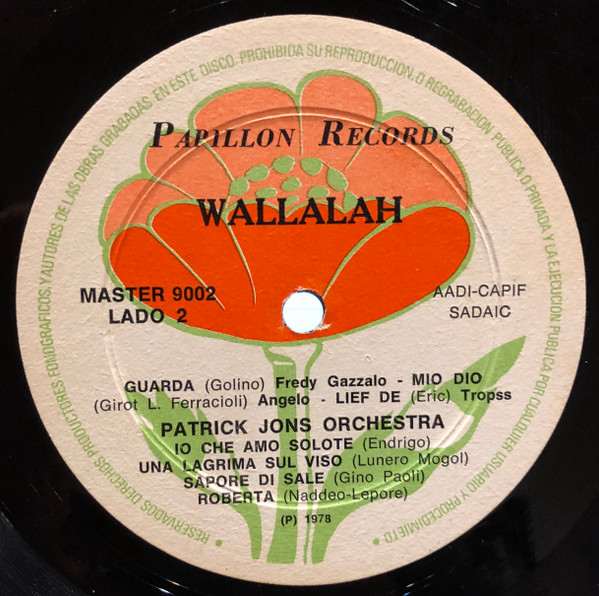 RESERVADOS DERECHOS PRODUCTORES FONOGRAFICOS, Y AUTORES DE LAS OBRAS GRABADAS, EN ESTE DISCO. PROHIBIDA SU REPRODUCCION, O REGRABACION PUBLICA O PRIVADA Y LA EJECUCION PUBLICA POR CUALQUIER USUARIO Y PROCEDIMIETO •
PAPILLON RECORDS
WALLALAH
MASTER 9002
LADO 2
AADI-CAPIF
SADAIC
GUARDA (Golino) Fredy Gazzalo - MIO DIO
(Girot L. Ferracioli) Angelo - LIEF DE (Eric) Tropss
PATRICK JONS ORCHESTRA
IO CHE AMO SOLOTE (Endrigo)
UNA LAGRIMA SUL VISO (Lunero Mogol)
SAPORE DI SALE (Gino Paoli)
ROBERTA (Naddeo-Lepore)
(P) 1978